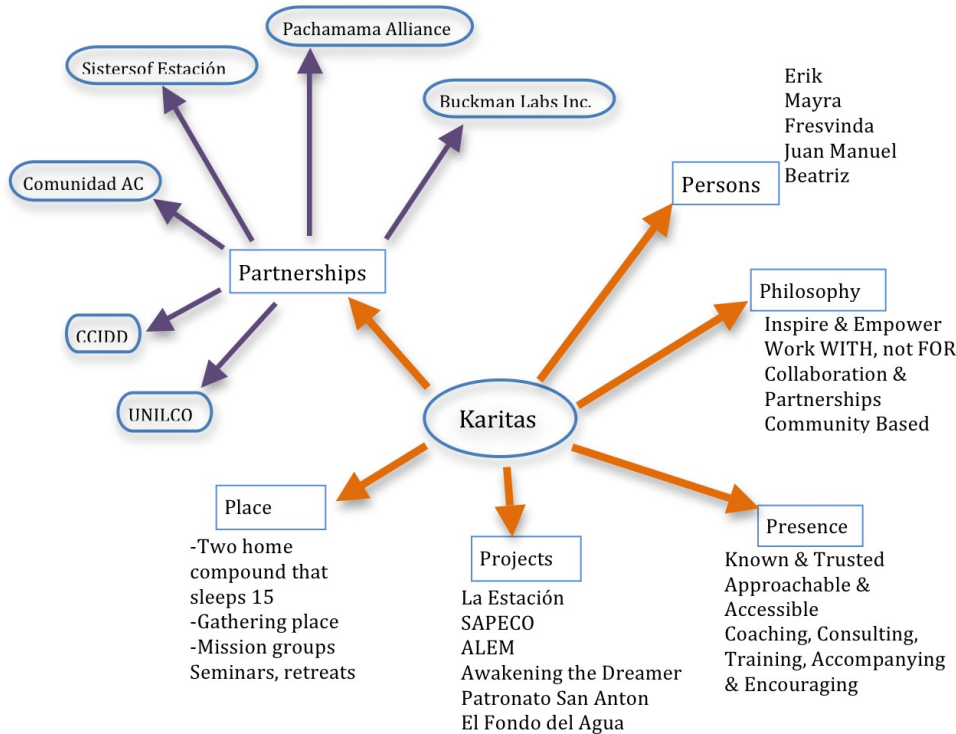 Pachamama Alliance
Sistersof Estación
Buckman Labs Inc.
Comunidad AC
Partnerships
CCIDD
UNILCO
Karitas
Persons
Erik
Mayra
Fresvinda
Juan Manuel
Beatriz
Philosophy
Inspire & Empower
Work WITH, not FOR
Collaboration &
Partnerships
Community Based
Place
-Two home
compound that
sleeps 15
-Gathering place
-Mission groups
Seminars, retreats
Projects
La Estación
SAPECO
ALEM
Awakening the Dreamer
Patronato San Anton
El Fondo del Agua
Presence
Known & Trusted
Approachable &
Accessible
Coaching, Consulting,
Training, Accompanying
& Encouraging